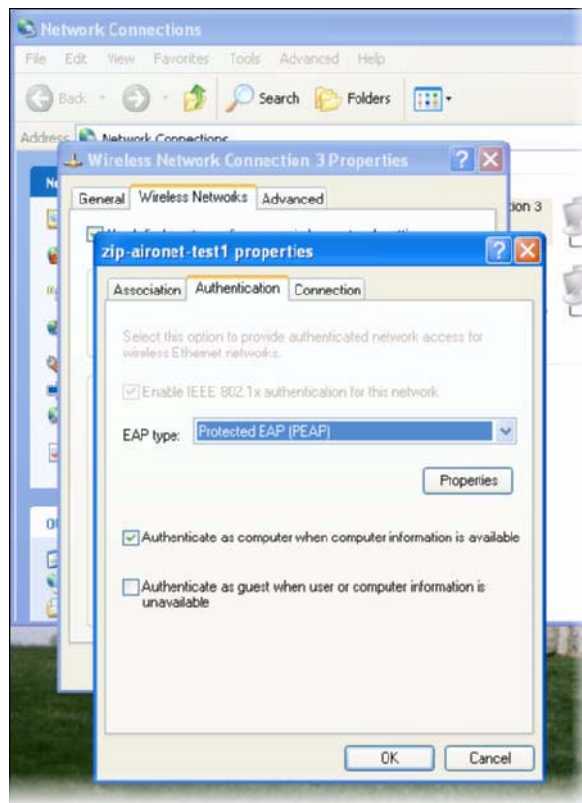 Network Connections
File Edit View Favorites Tools Advanced Help
Back Search Folders
Address Network Connections
Wireless Network Connection 3 Properties
General Wireless Networks Advanced
tion 3
zip-aironet-test1 properties
Association Authentication Connection
Select this option to provide authenticated network access for
wireless Ethernet networks.
Enable IEEE 802.1x authentication for this network
EAP type: Protected EAP (PEAP)
Properties
Authenticate as computer when computer information is available
Authenticate as guest when user or computer information is
unavailable
OK Cancel